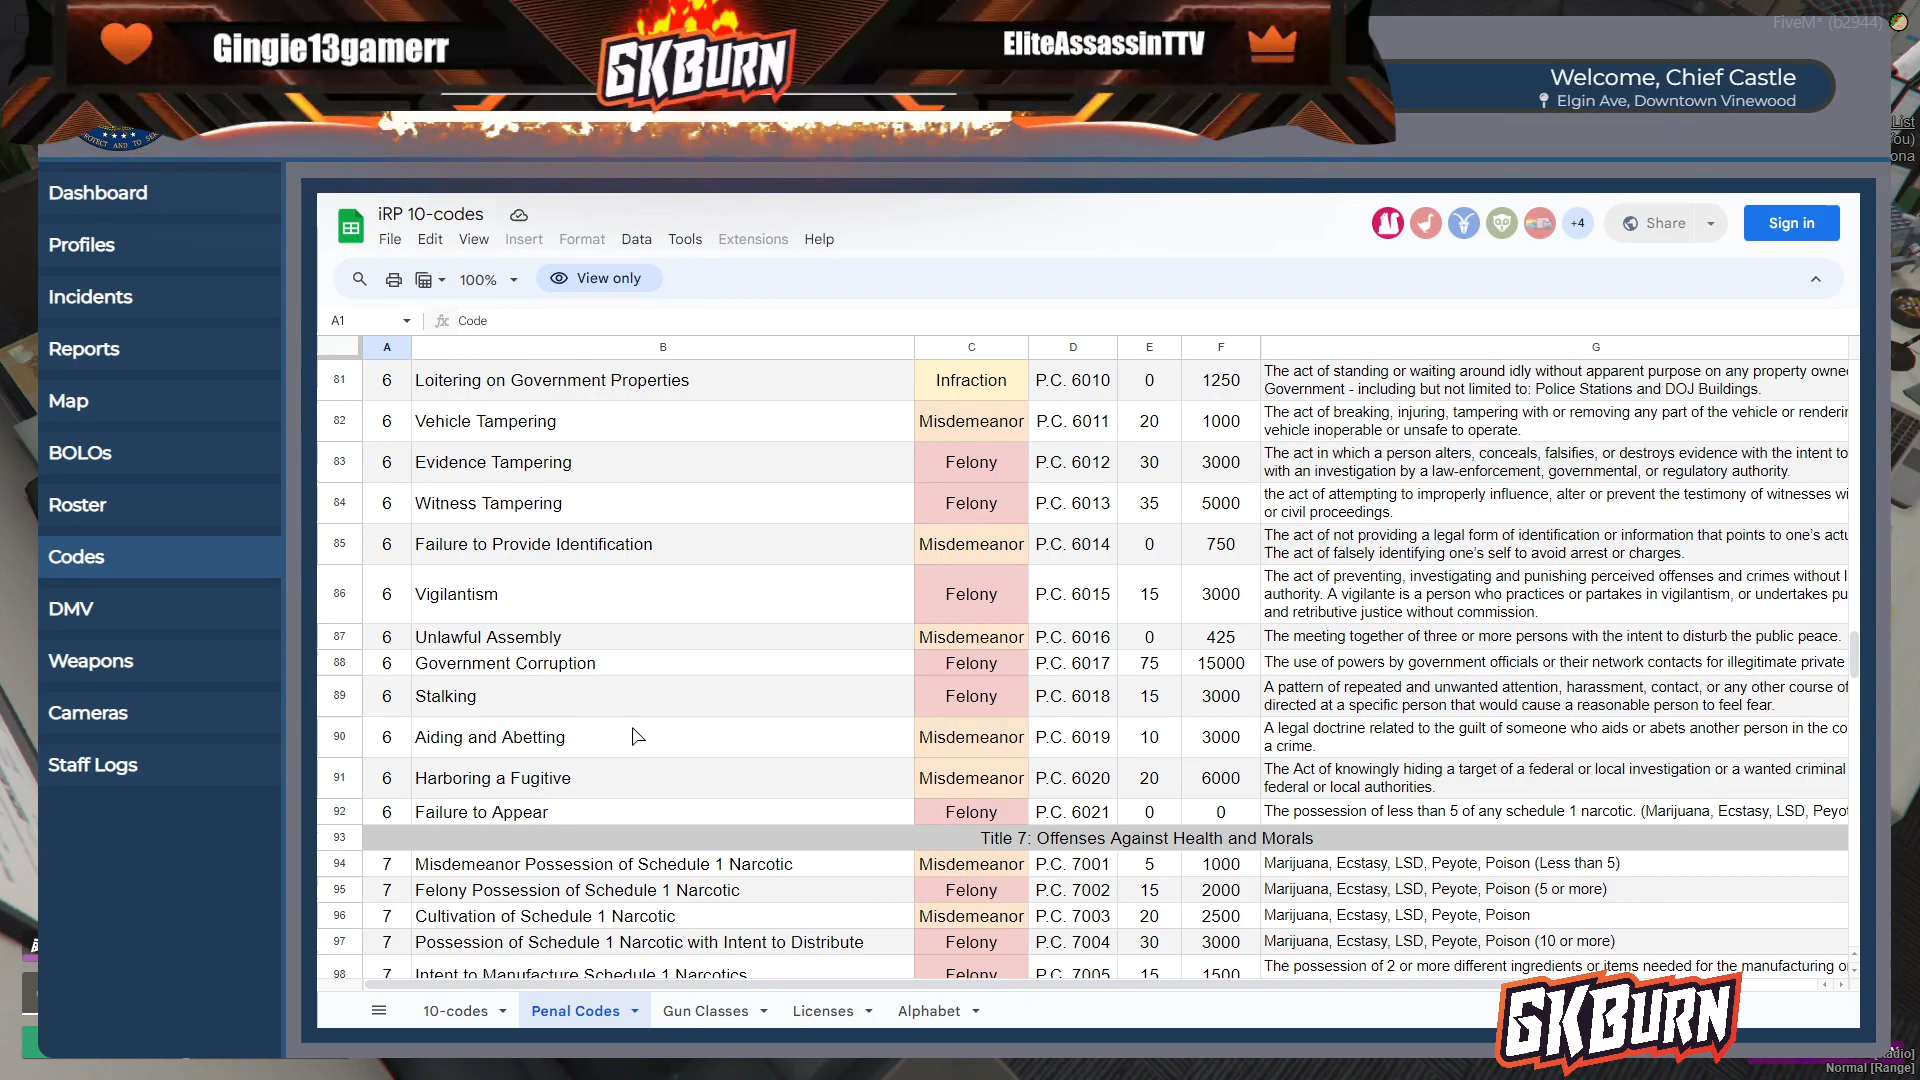 Gingie13gamerr
GKBURN
EliteAssassinTTV
FiveM* (b2944)
Welcome, Chief Castle
Elgin Ave, Downtown Vinewood
List
ROTECT AND TO SER
Dashboard
Profiles
Incidents
Reports
Map
BOLOs
Roster
Codes
DMV
Weapons
Cameras
Staff Logs
iRP 10-codes
File Edit View Insert Format Data Tools Extensions Help
+4 Share Sign in
100% View only
A1 fx Code
A B C D E F G
81 6 Loitering on Government Properties Infraction P.C. 6010 0 1250 The act of standing or waiting around idly without apparent purpose on any property owne
Government - including but not limited to: Police Stations and DOJ Buildings.
82 6 Vehicle Tampering Misdemeanor P.C. 6011 20 1000 The act of breaking, injuring, tampering with or removing any part of the vehicle or renderin
vehicle inoperable or unsafe to operate.
83 6 Evidence Tampering Felony P.C. 6012 30 3000 The act in which a person alters, conceals, falsifies, or destroys evidence with the intent to
with an investigation by a law-enforcement, governmental, or regulatory authority.
84 6 Witness Tampering Felony P.C. 6013 35 5000 the act of attempting to improperly influence, alter or prevent the testimony of witnesses wi
or civil proceedings.
85 6 Failure to Provide Identification Misdemeanor P.C. 6014 0 750 The act of not providing a legal form of identification or information that points to one's actu
The act of falsely identifying one's self to avoid arrest or charges.
86 6 Vigilantism Felony P.C. 6015 15 3000 The act of preventing, investigating and punishing perceived offenses and crimes without l
authority. A vigilante is a person who practices or partakes in vigilantism, or undertakes pu
and retributive justice without commission.
87 6 Unlawful Assembly Misdemeanor P.C. 6016 0 425 The meeting together of three or more persons with the intent to disturb the public peace.
88 6 Government Corruption Felony P.C. 6017 75 15000 The use of powers by government officials or their network contacts for illegitimate private
89 6 Stalking Felony P.C. 6018 15 3000 A pattern of repeated and unwanted attention, harassment, contact, or any other course of
directed at a specific person that would cause a reasonable person to feel fear.
90 6 Aiding and Abetting Misdemeanor P.C. 6019 10 3000 A legal doctrine related to the guilt of someone who aids or abets another person in the co
a crime.
91 6 Harboring a Fugitive Misdemeanor P.C. 6020 20 6000 The Act of knowingly hiding a target of a federal or local investigation or a wanted criminal
federal or local authorities.
92 6 Failure to Appear Felony P.C. 6021 0 0 The possession of less than 5 of any schedule 1 narcotic. (Marijuana, Ecstasy, LSD, Peyot
93 Title 7: Offenses Against Health and Morals
94 7 Misdemeanor Possession of Schedule 1 Narcotic Misdemeanor P.C. 7001 5 1000 Marijuana, Ecstasy, LSD, Peyote, Poison (Less than 5)
95 7 Felony Possession of Schedule 1 Narcotic Felony P.C. 7002 15 2000 Marijuana, Ecstasy, LSD, Peyote, Poison (5 or more)
96 7 Cultivation of Schedule 1 Narcotic Misdemeanor P.C. 7003 20 2500 Marijuana, Ecstasy, LSD, Peyote, Poison
97 7 Possession of Schedule 1 Narcotic with Intent to Distribute Felony P.C. 7004 30 3000 Marijuana, Ecstasy, LSD, Peyote, Poison (10 or more)
98 7 Intent to Manufacture Schedule 1 Narcotics Felony P.C. 7005 15 1500 The possession of 2 or more different ingredients or items needed for the manufacturing o
10-codes Penal Codes Gun Classes Licenses Alphabet
GKBURN
Normal [Range]